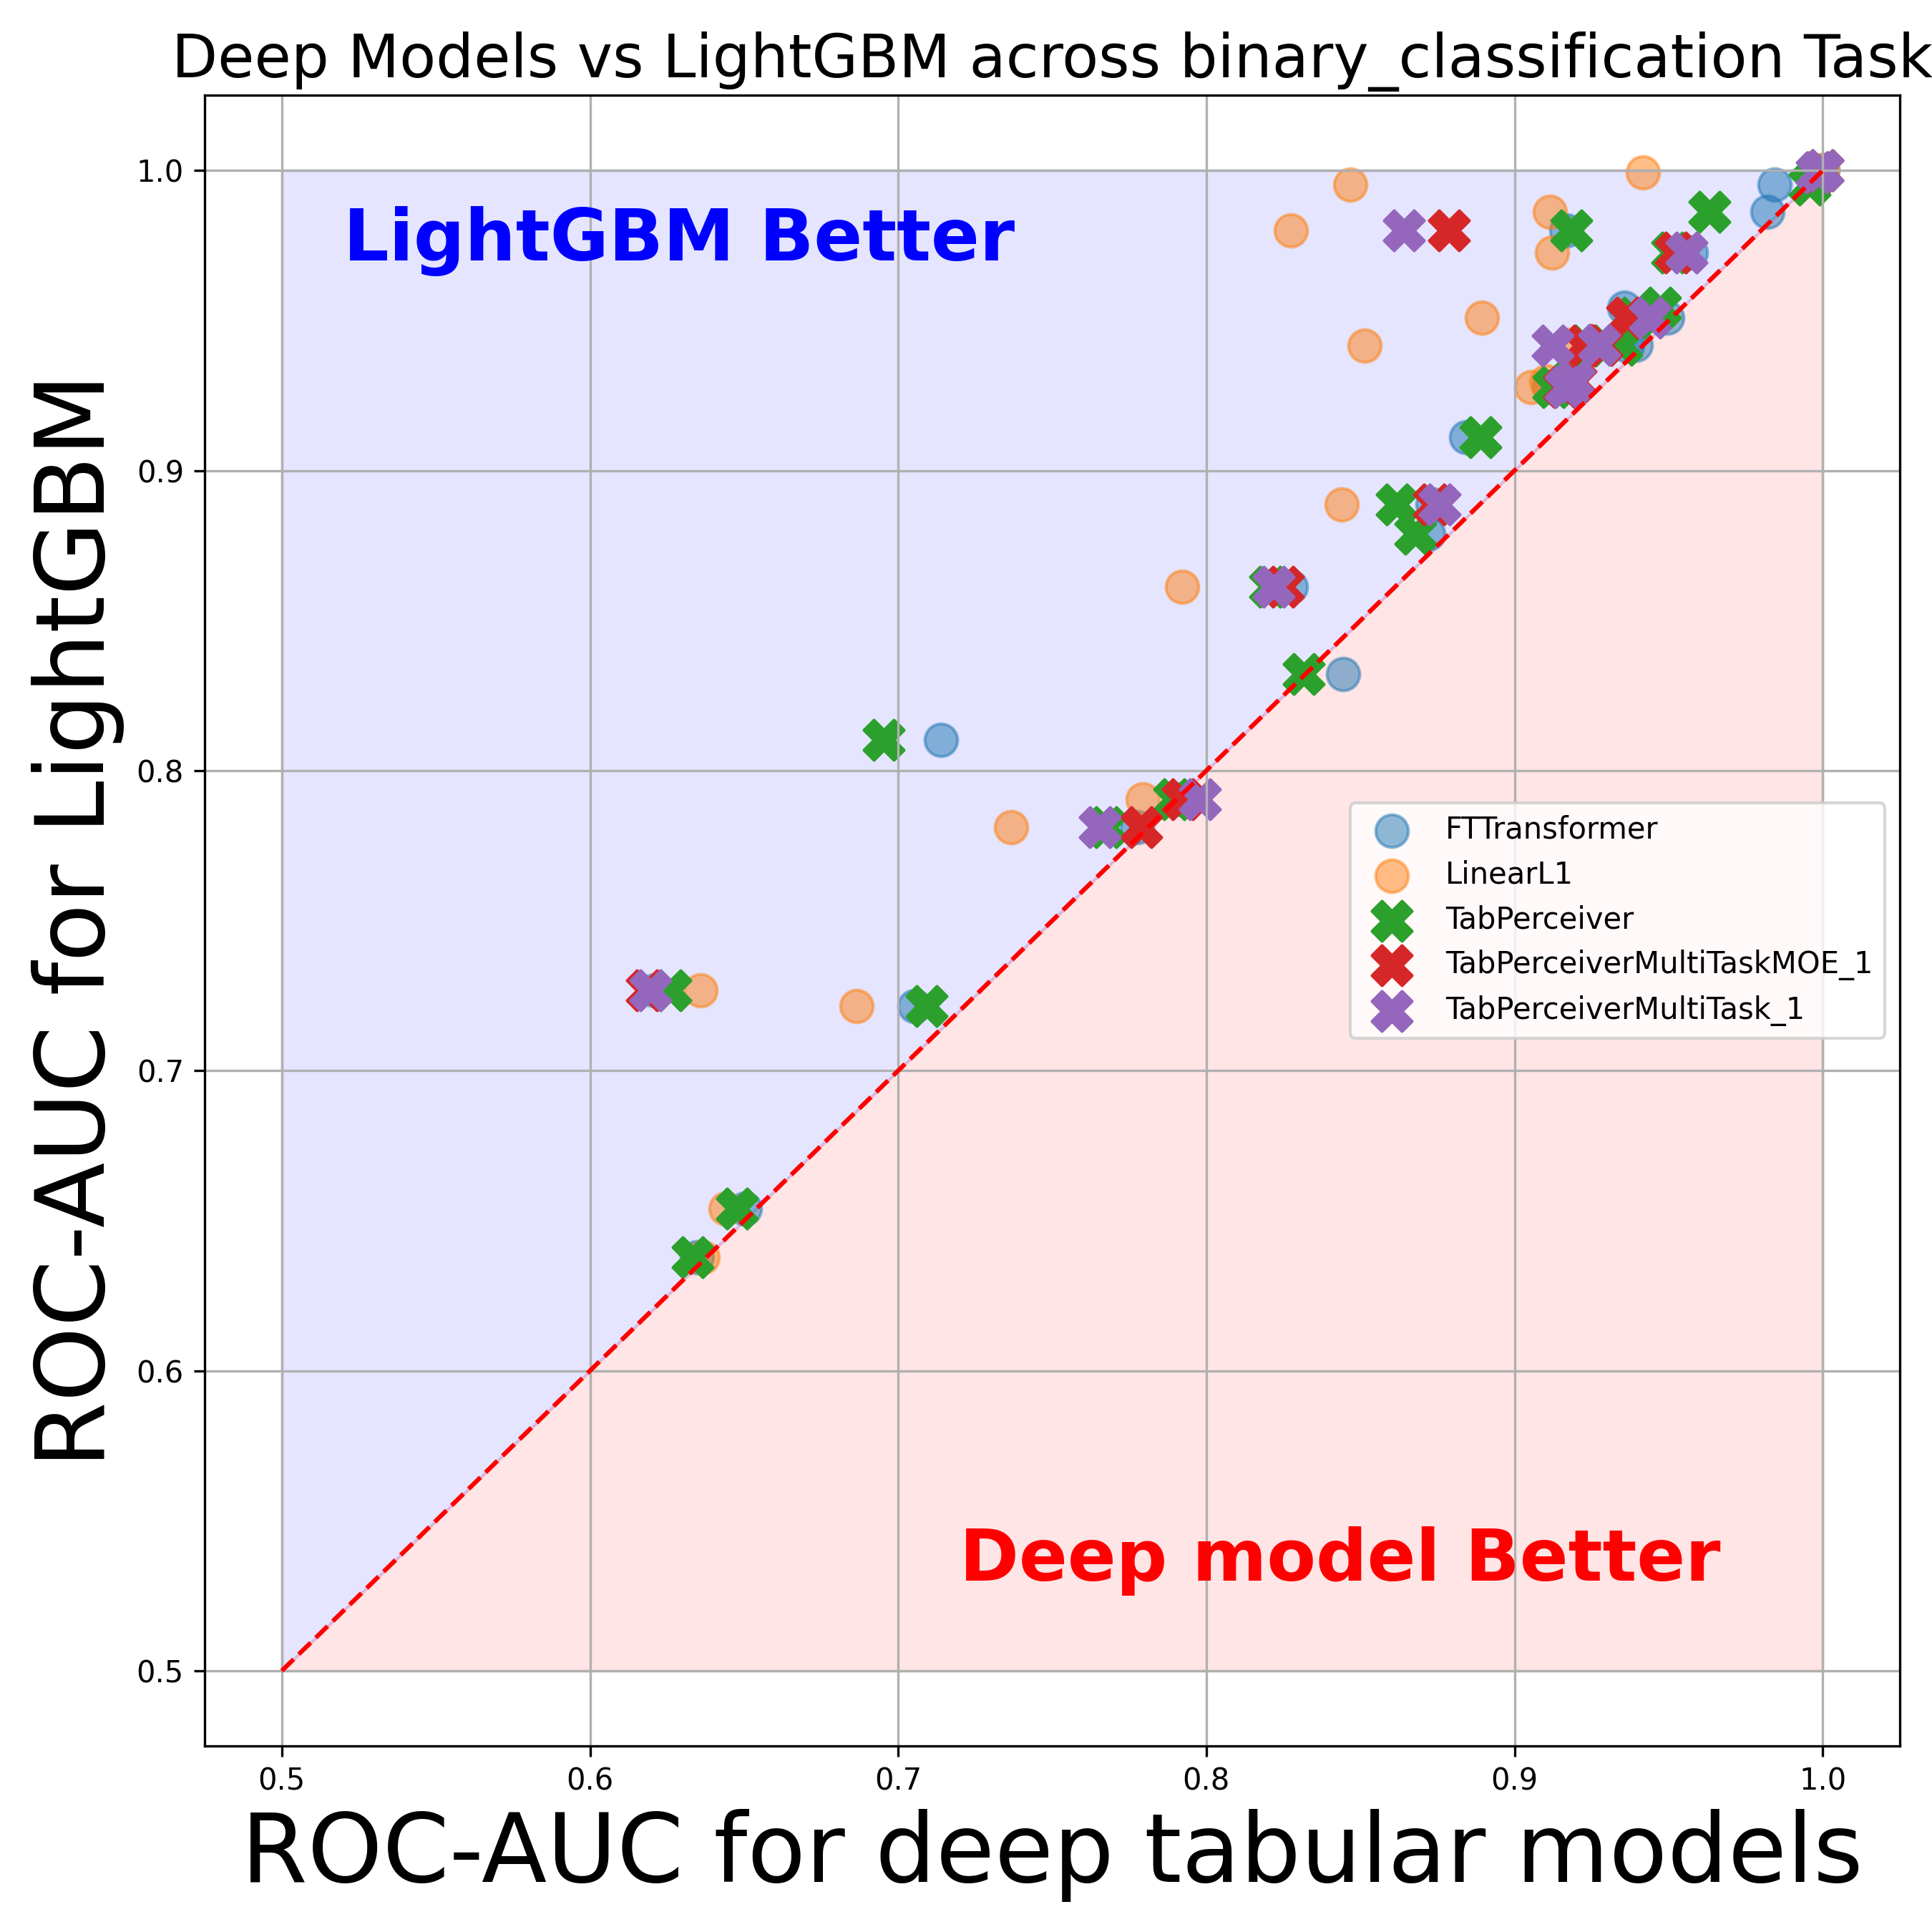 Deep Models vs LightGBM across binary_classification Task
ROC-AUC for LightGBM
1.0
0.9
0.8
0.7
0.6
0.5
LightGBM Better
FTTransformer
LinearL1
TabPerceiver
TabPerceiverMultiTaskMOE_1
TabPerceiverMultiTask_1
Deep model Better
0.5 0.6 0.7 0.8 0.9 1.0
ROC-AUC for deep tabular models